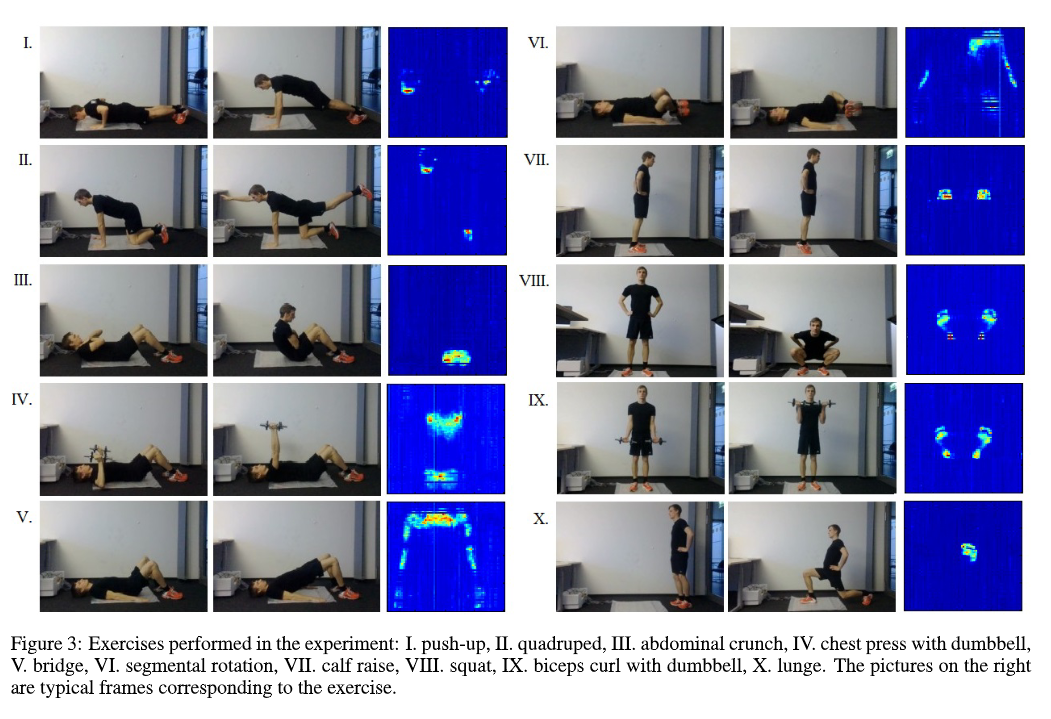 I.
II.
III.
IV.
V.
VI.
VII.
VIII.
IX.
X.
Figure 3: Exercises performed in the experiment: I. push-up, II. quadruped, III. abdominal crunch, IV. chest press with dumbbell,
V. bridge, VI. segmental rotation, VII. calf raise, VIII. squat, IX. biceps curl with dumbbell, X. lunge. The pictures on the right
are typical frames corresponding to the exercise.